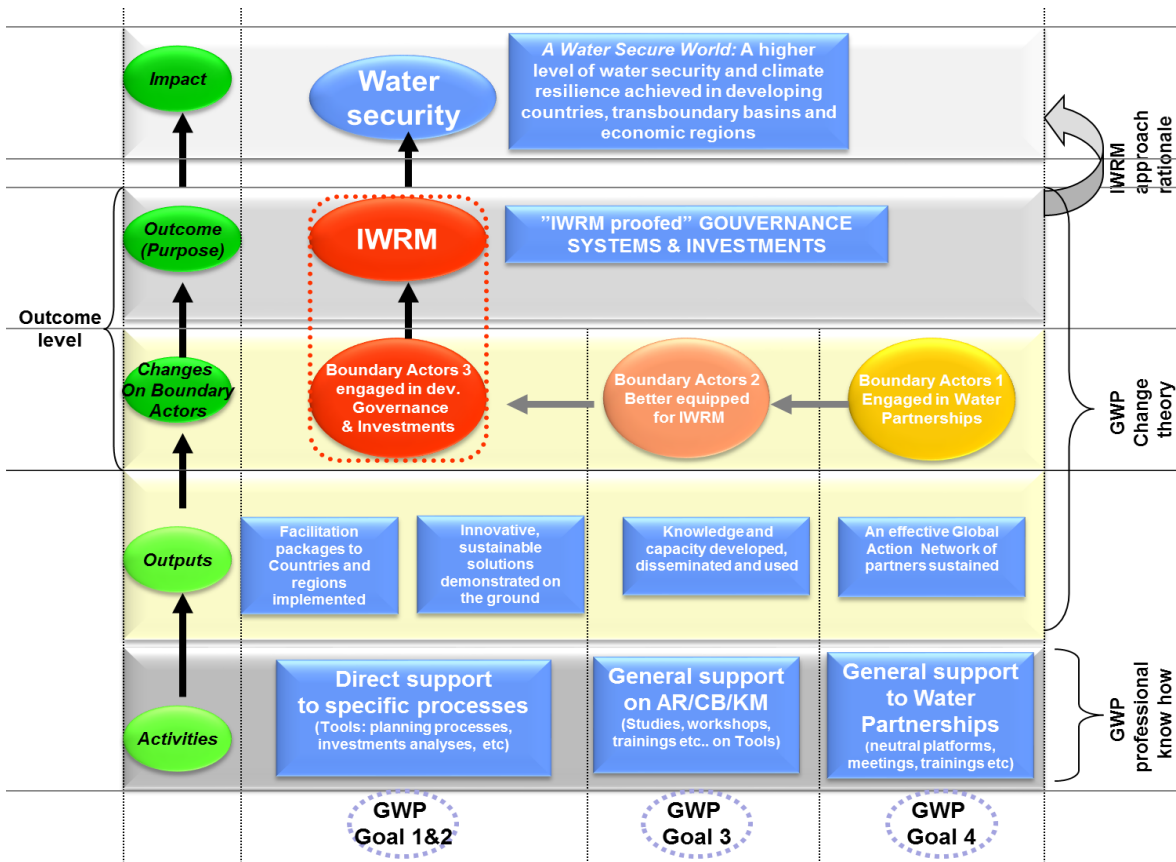 Impact
Water
security
A Water Secure World: A higher
level of water security and climate
resilience achieved in developing
countries, transboundary basins and
economic regions
IWRM
approach
rationale
Outcome
(Purpose)
IWRM
”IWRM proofed” GOUVERNANCE
SYSTEMS & INVESTMENTS
Outcome
level
Changes
On Boundary
Actors
Boundary Actors 3
engaged in dev.
Governance
& Investments
Boundary Actors 2
Better equipped
for IWRM
Boundary Actors 1
Engaged in Water
Partnerships
GWP
Change
theory
Outputs
Facilitation
packages to
Countries and
regions
implemented
Innovative,
sustainable
solutions
demonstrated on
the ground
Knowledge and
capacity developed,
disseminated and used
An effective Global
Action Network of
partners sustained
Activities
Direct support
to specific processes
(Tools: planning processes,
investments analyses, etc)
General support
on AR/CB/KM
(Studies, workshops,
trainings etc.. on Tools)
General support
to Water
Partnerships
(neutral platforms,
meetings, trainings etc)
GWP
professional
know how
GWP
Goal 1&2
GWP
Goal 3
GWP
Goal 4